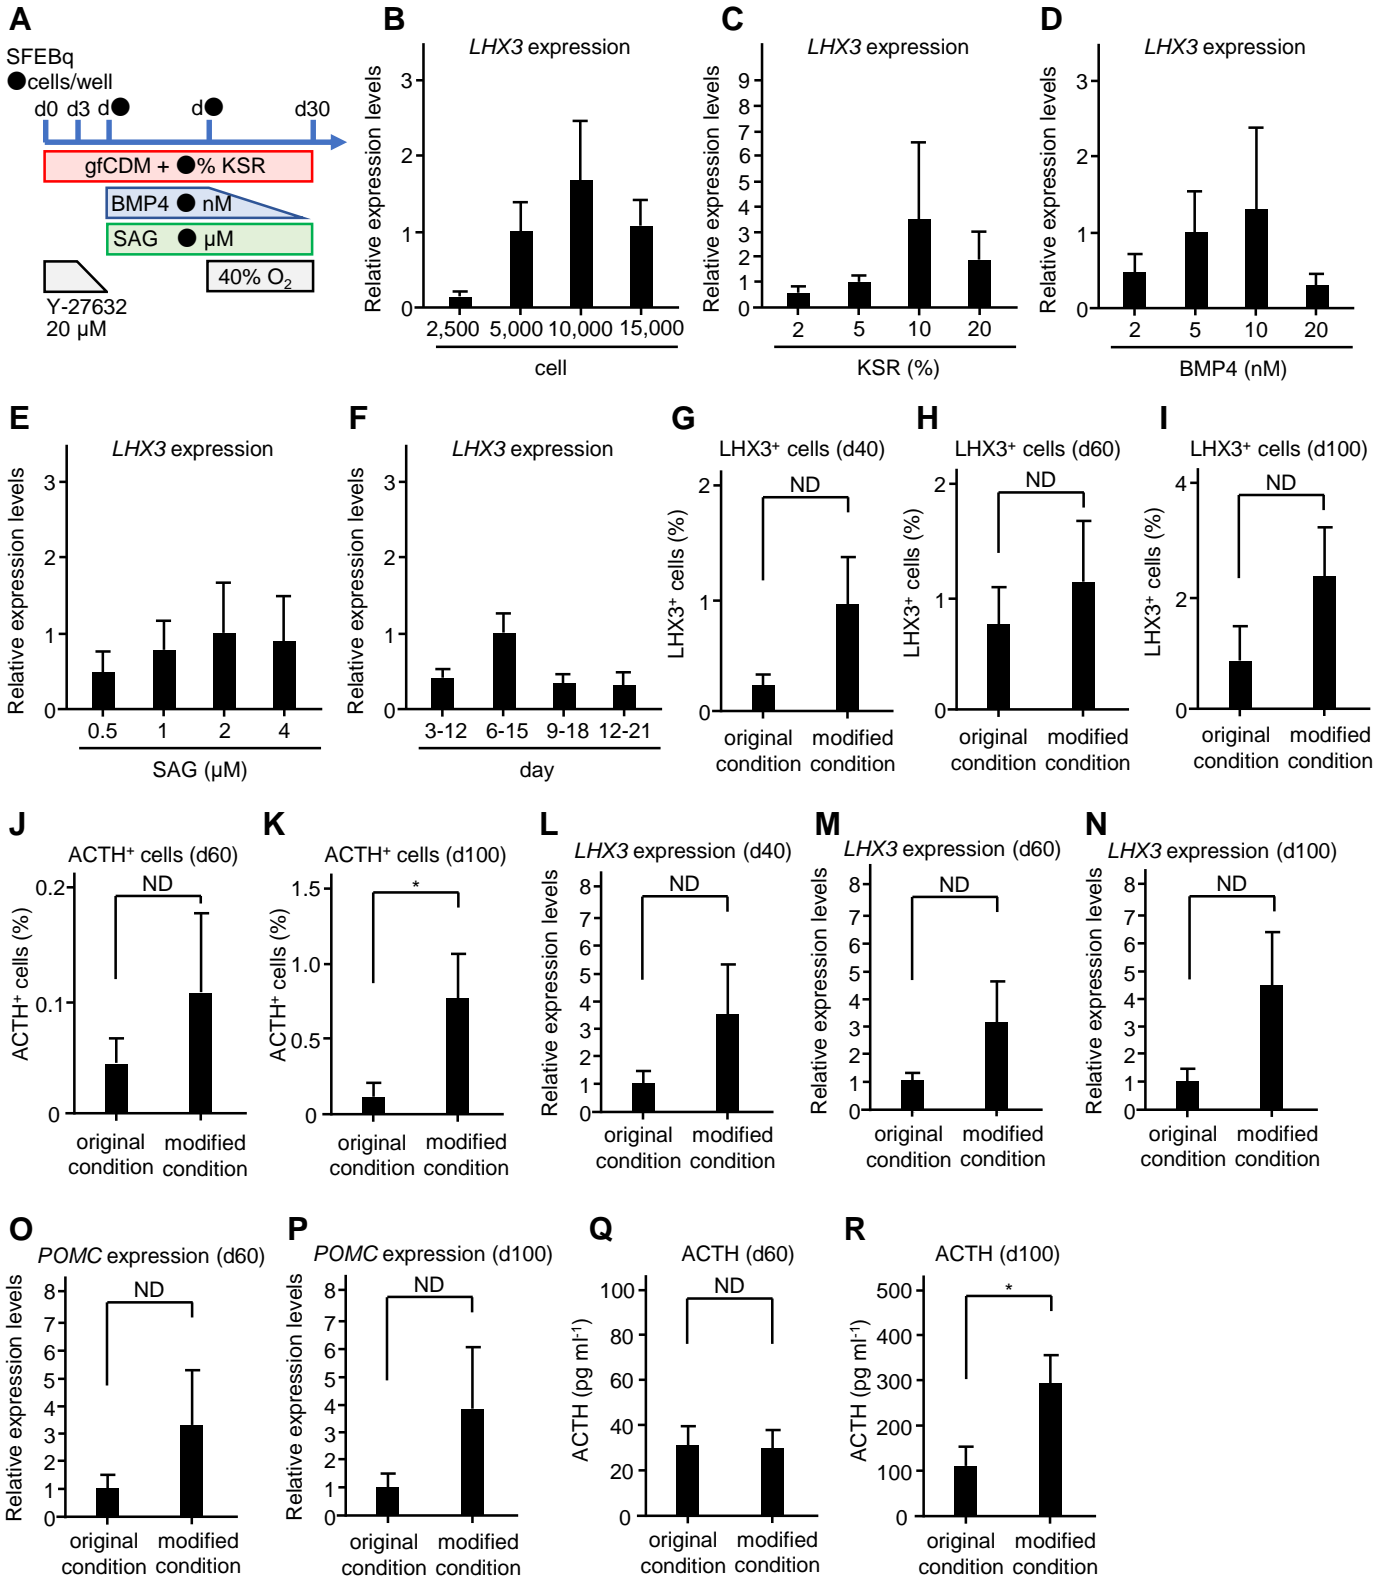 A
SFEBq
●cells/well
d0 d3 d● d● d30
gfCDM + ●% KSR
BMP4 ● nM
SAG ● µM
40% O2
Y-27632
20 µM
B
LHX3 expression
Relative expression levels
3
2
1
0
2,500 5,000 10,000 15,000
cell
C
LHX3 expression
Relative expression levels
9
8
7
6
5
4
3
2
1
0
2 5 10 20
KSR (%)
D
LHX3 expression
Relative expression levels
3
2
1
0
2 5 10 20
BMP4 (nM)
E
LHX3 expression
Relative expression levels
3
2
1
0
0.5 1 2 4
SAG (µM)
F
LHX3 expression
Relative expression levels
3
2
1
0
3-12 6-15 9-18 12-21
day
G
LHX3+ cells (d40)
ND
LHX3+ cells (%)
2
1
0
original modified
condition condition
H
LHX3+ cells (d60)
ND
LHX3+ cells (%)
2
1
0
original modified
condition condition
I
LHX3+ cells (d100)
ND
LHX3+ cells (%)
4
2
0
original modified
condition condition
J
ACTH+ cells (d60)
ND
ACTH+ cells (%)
0.2
0.1
0
original modified
condition condition
K
ACTH+ cells (d100)
*
ACTH+ cells (%)
1.5
1.0
0.5
0
original modified
condition condition
L
LHX3 expression (d40)
ND
Relative expression levels
8
7
6
5
4
3
2
1
0
original modified
condition condition
M
LHX3 expression (d60)
ND
Relative expression levels
8
7
6
5
4
3
2
1
0
original modified
condition condition
N
LHX3 expression (d100)
ND
Relative expression levels
8
7
6
5
4
3
2
1
0
original modified
condition condition
O
POMC expression (d60)
ND
Relative expression levels
8
7
6
5
4
3
2
1
0
original modified
condition condition
P
POMC expression (d100)
ND
Relative expression levels
8
7
6
5
4
3
2
1
0
original modified
condition condition
Q
ACTH (d60)
ND
ACTH (pg ml-1)
100
80
60
40
20
0
original modified
condition condition
R
ACTH (d100)
*
ACTH (pg ml-1)
500
400
300
200
100
0
original modified
condition condition